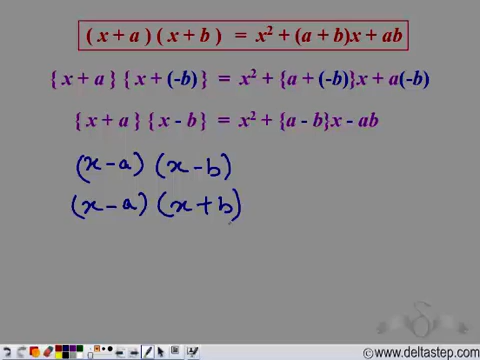 ( x + a ) ( x + b ) = x² + (a + b)x + ab
{ x + a } { x + (-b) } = x² + {a + (-b)}x + a(-b)
{ x + a } { x - b } = x² + {a - b}x - ab
(x - a) (x - b)
(x - a) (x + b)
© www.deltastep.com